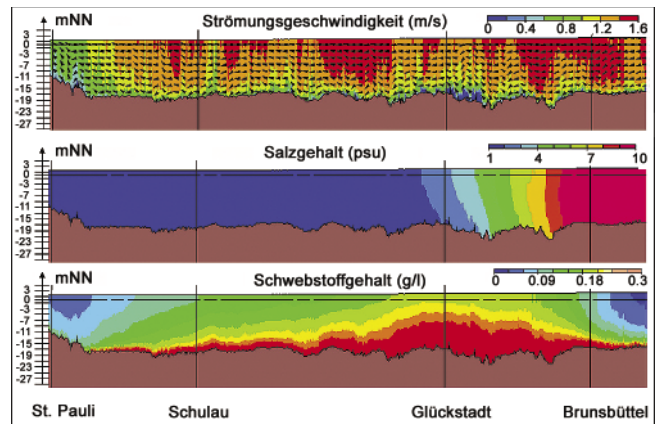 mNN
Strömungsgeschwindigkeit (m/s)
0 0.4 0.8 1.2 1.6
3
0
-3
-7
-11
-15
-19
-23
-27
mNN
Salzgehalt (psu)
1 4 7 10
3
0
-3
-7
-11
-15
-19
-23
-27
mNN
Schwebstoffgehalt (g/l)
0 0.09 0.18 0.3
3
0
-3
-7
-11
-15
-19
-23
-27
St. Pauli Schulau Glückstadt Brunsbüttel